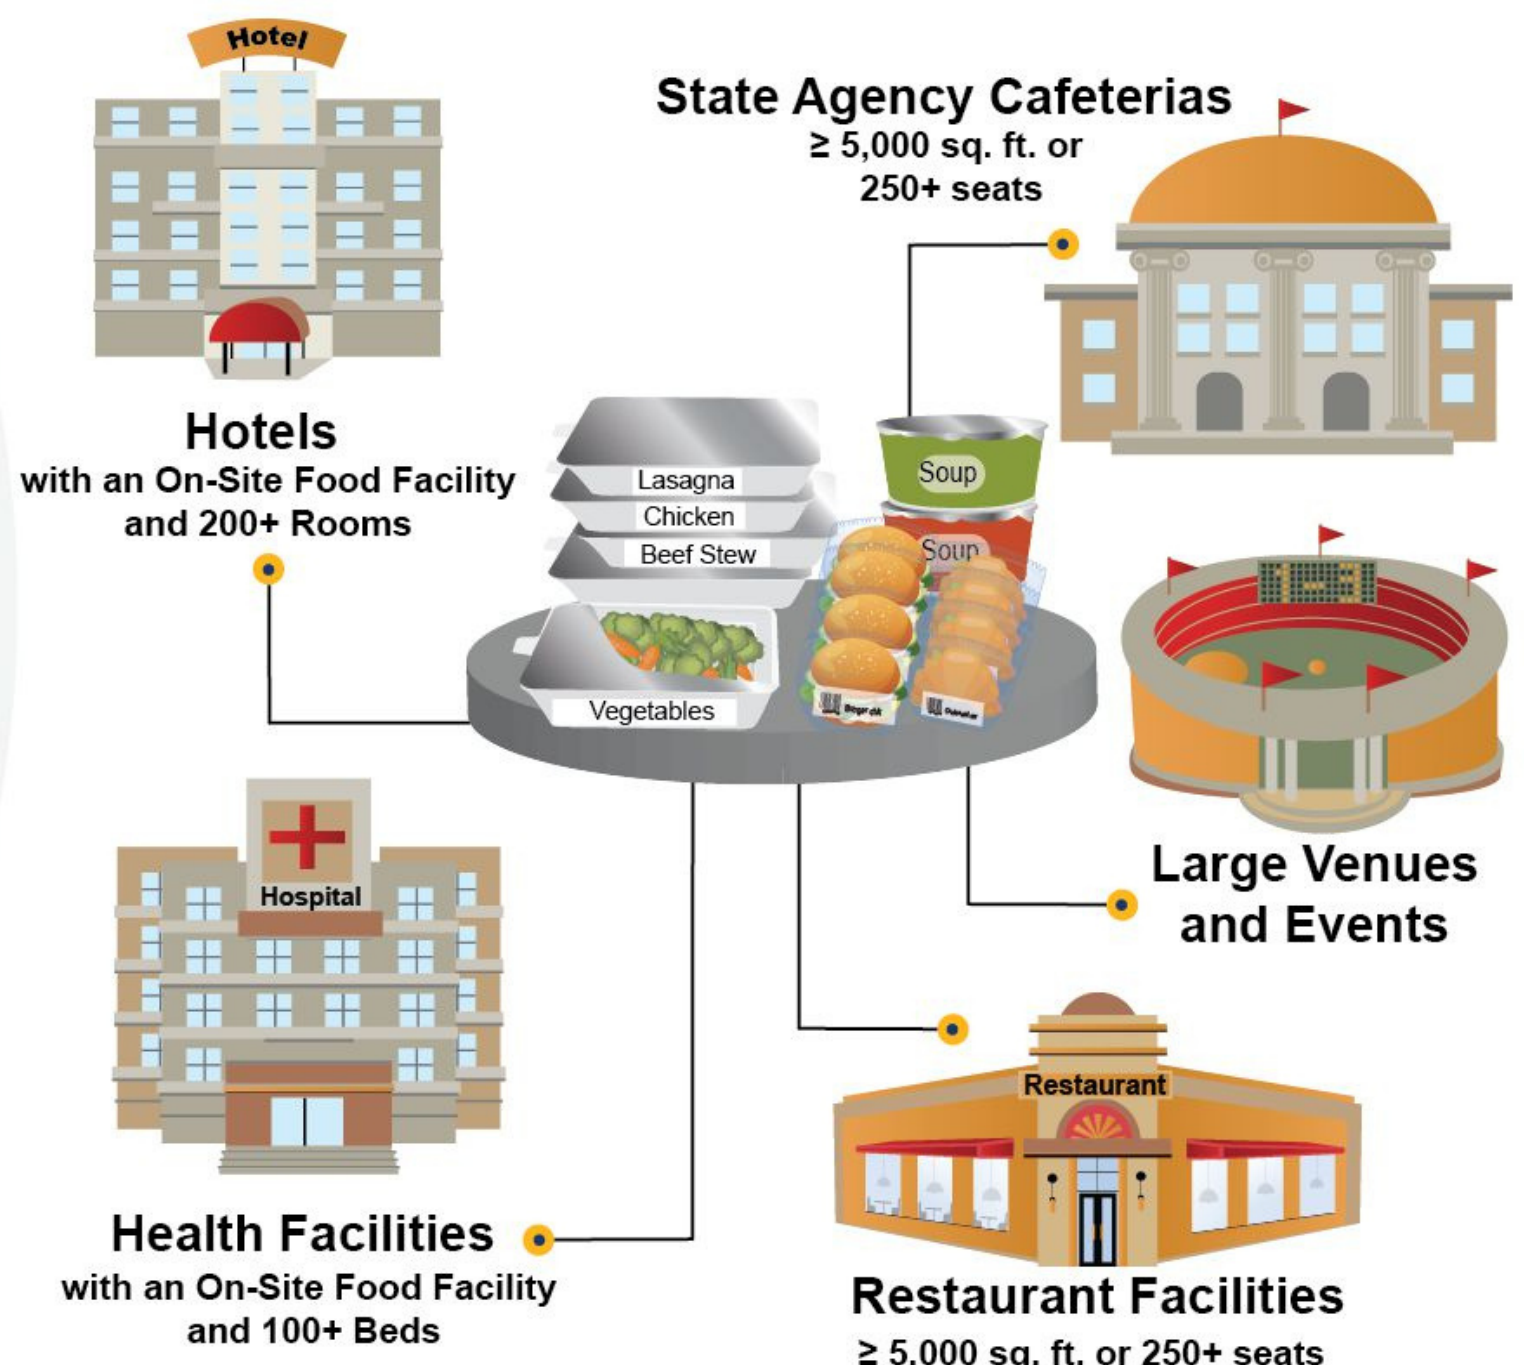 Hotel
Hotels
with an On-Site Food Facility
and 200+ Rooms
State Agency Cafeterias
≥ 5,000 sq. ft. or
250+ seats
Lasagna
Chicken
Beef Stew
Vegetables
Soup
Soup
Large Venues
and Events
Hospital
Health Facilities
with an On-Site Food Facility
and 100+ Beds
Restaurant
Restaurant Facilities
≥ 5,000 sq. ft. or 250+ seats